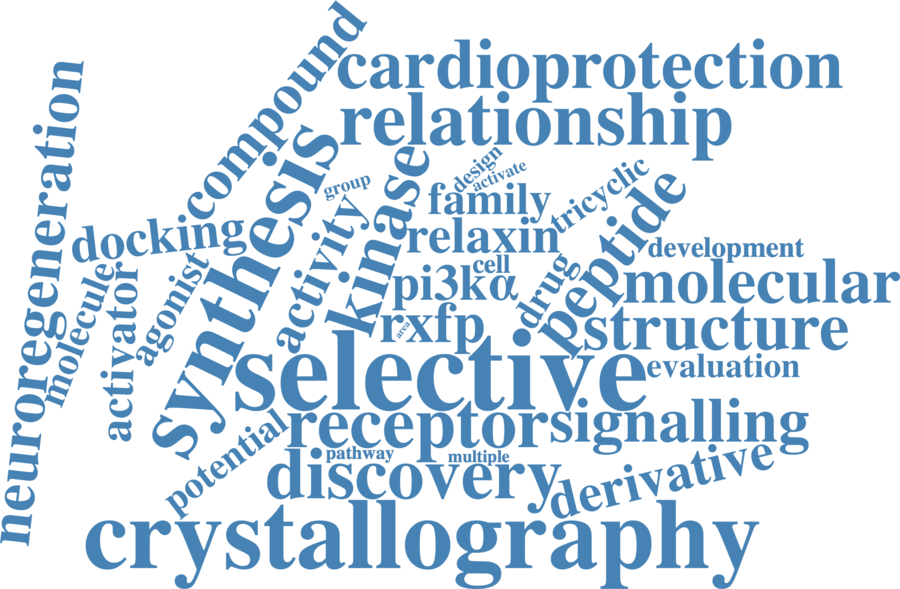 compound
cardioprotection
relationship
neuroregeneration
synthesis
kinase
design
activate
group
family
tricyclic
peptide
docking
activity
relaxin
development
cell
molecule
activator
agonist
pi3kα
drug
molecular
rxfp
area
structure
selective
evaluation
receptor
signalling
potential
pathway
multiple
discovery
derivative
crystallography